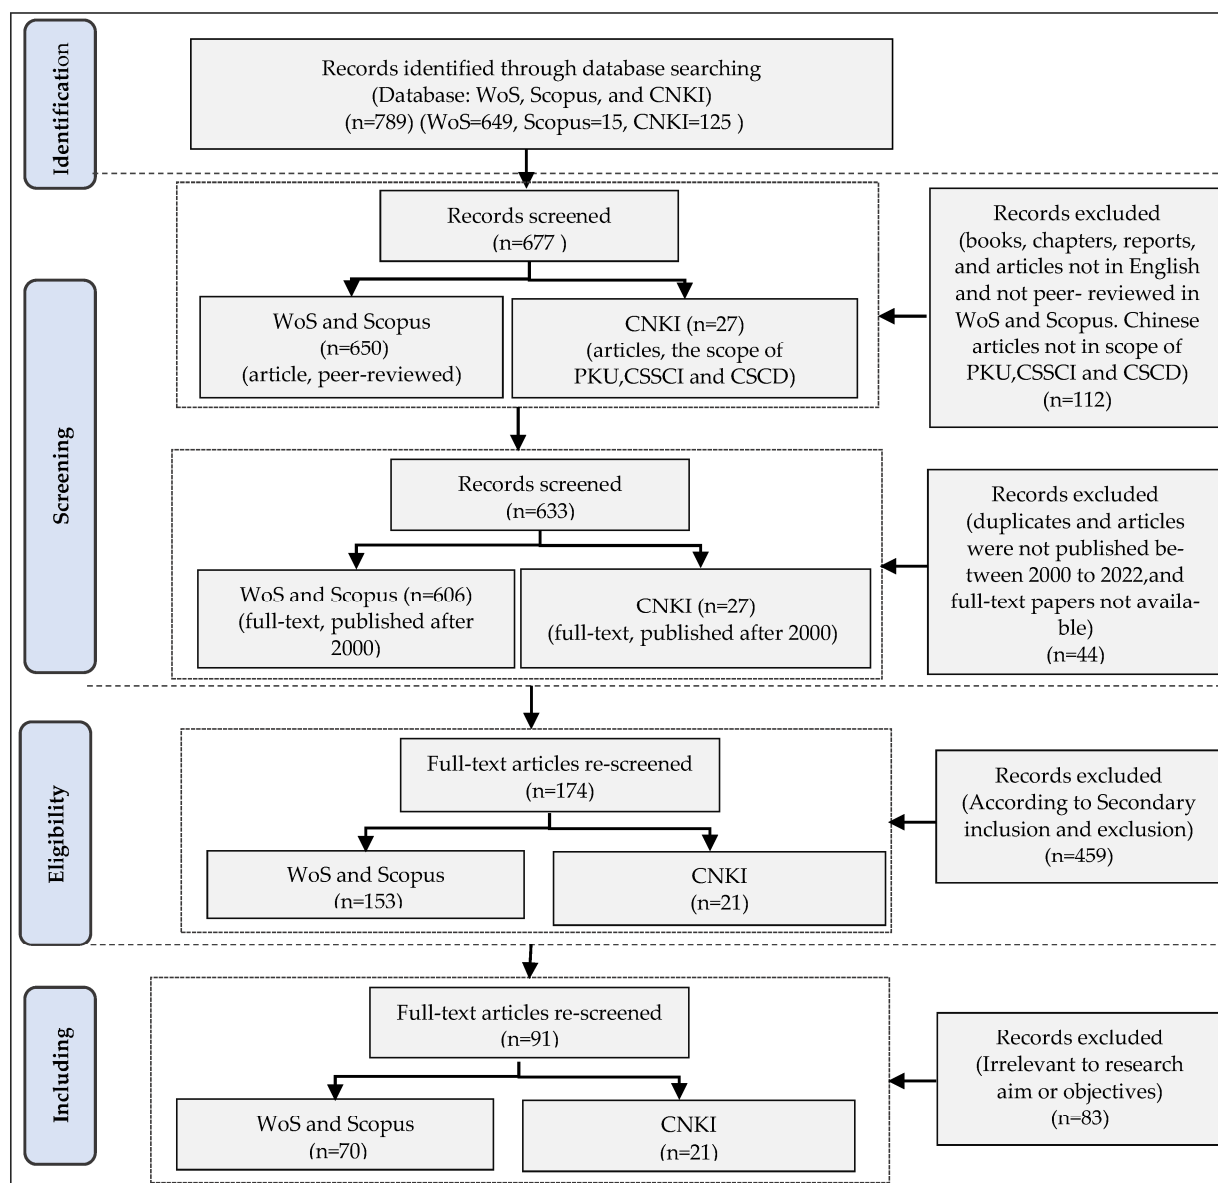 Identification
Records identified through database searching
(Database: WoS, Scopus, and CNKI)
(n=789) (WoS=649, Scopus=15, CNKI=125 )
Screening
Records screened
(n=677 )
WoS and Scopus
(n=650)
(article, peer-reviewed)
CNKI (n=27)
(articles, the scope of
PKU,CSSCI and CSCD)
Records excluded
(books, chapters, reports,
and articles not in English
and not peer- reviewed in
WoS and Scopus. Chinese
articles not in scope of
PKU,CSSCI and CSCD)
(n=112)
Records screened
(n=633)
WoS and Scopus (n=606)
(full-text, published after
2000)
CNKI (n=27)
(full-text, published after 2000)
Records excluded
(duplicates and articles
were not published be-
tween 2000 to 2022,and
full-text papers not availa-
ble)
(n=44)
Eligibility
Full-text articles re-screened
(n=174)
WoS and Scopus
(n=153)
CNKI
(n=21)
Records excluded
(According to Secondary
inclusion and exclusion)
(n=459)
Including
Full-text articles re-screened
(n=91)
WoS and Scopus
(n=70)
CNKI
(n=21)
Records excluded
(Irrelevant to research
aim or objectives)
(n=83)